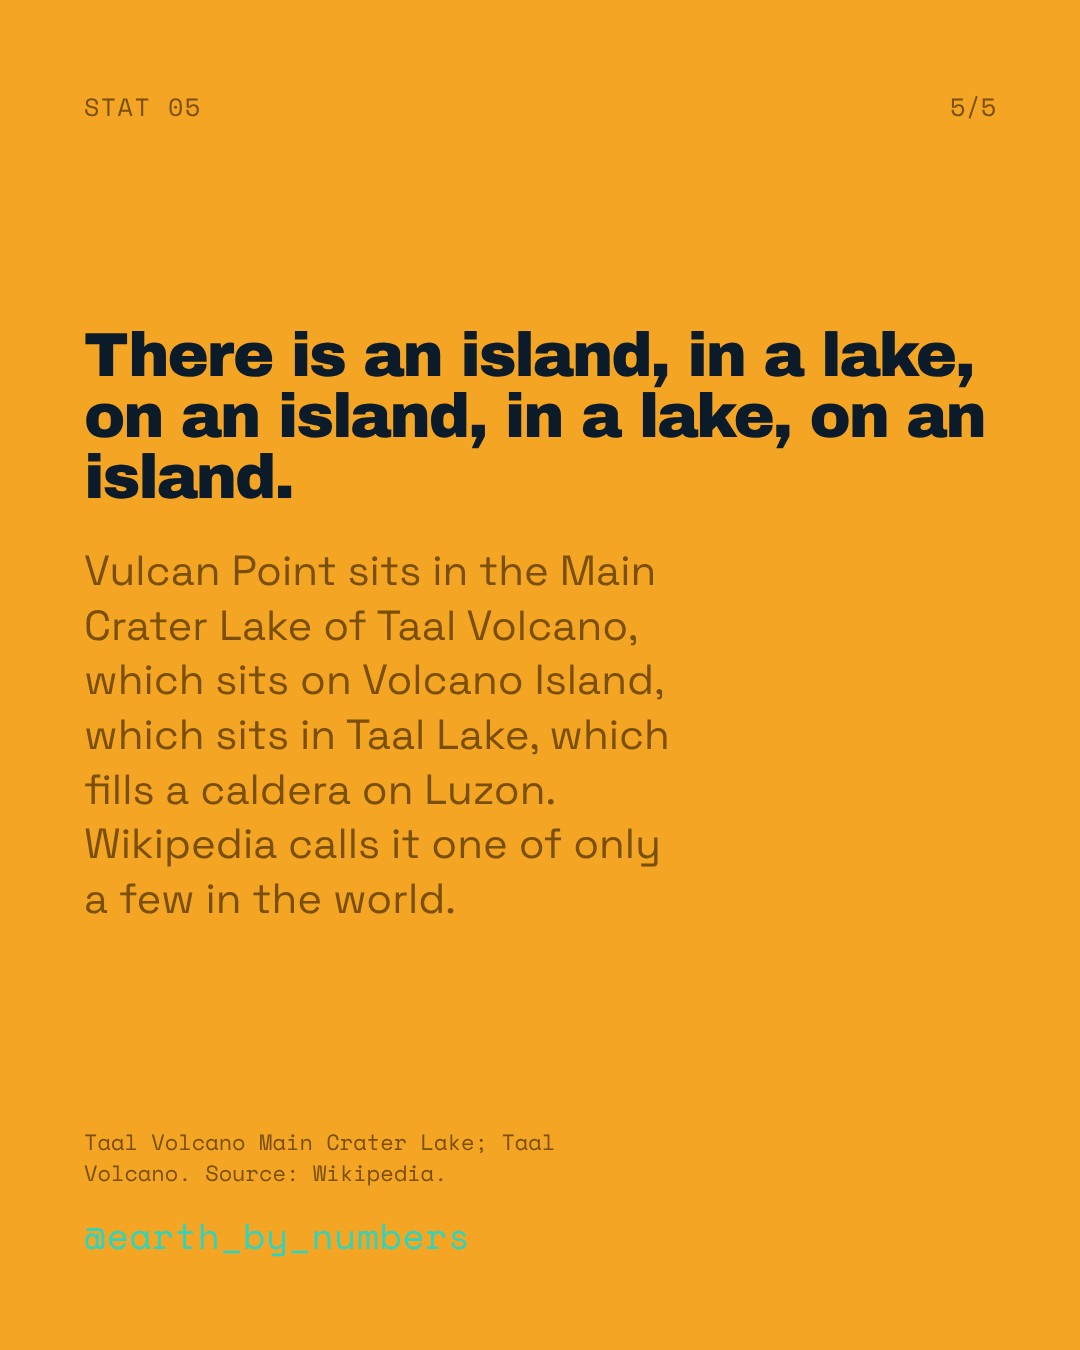 STAT 05
5/5
There is an island, in a lake,
on an island, in a lake, on an
island.
Vulcan Point sits in the Main
Crater Lake of Taal Volcano,
which sits on Volcano Island,
which sits in Taal Lake, which
fills a caldera on Luzon.
Wikipedia calls it one of only
a few in the world.
Taal Volcano Main Crater Lake; Taal
Volcano. Source: Wikipedia.
@earth_by_numbers